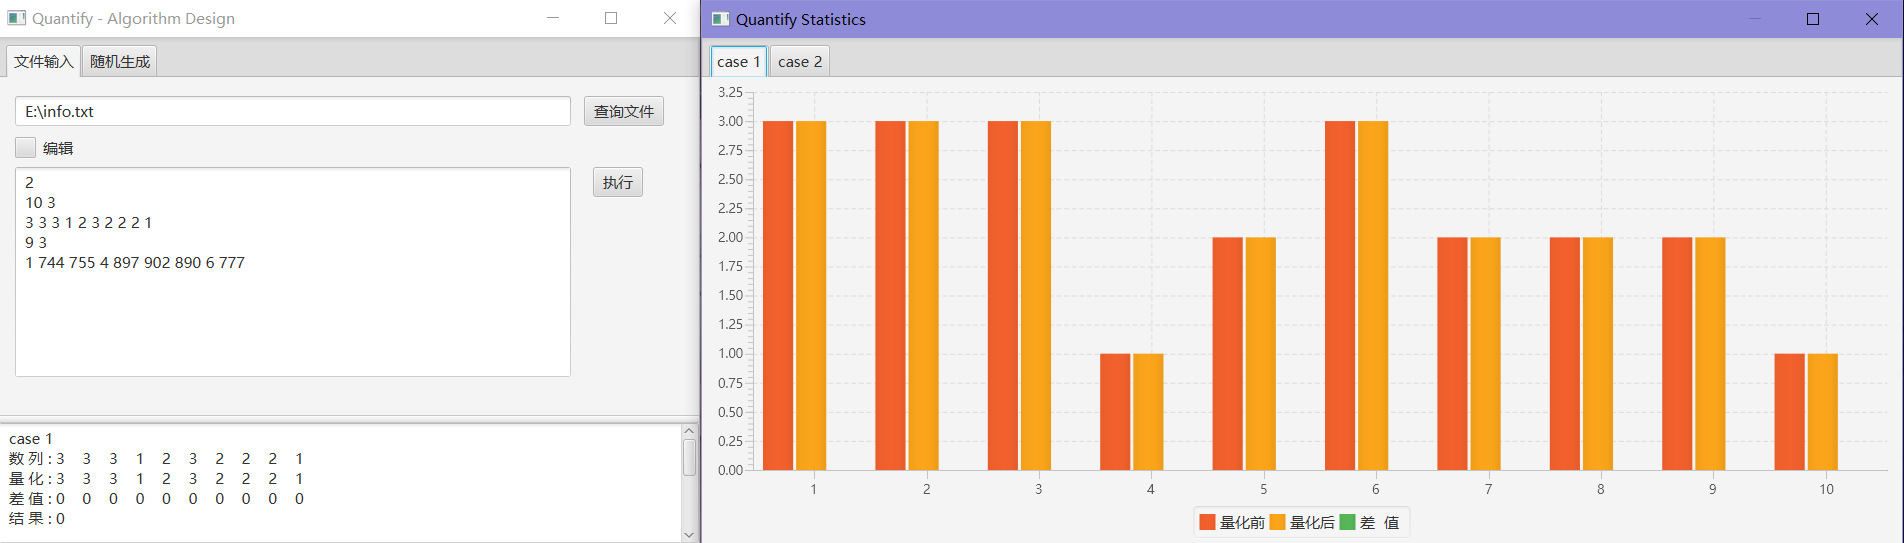 Quantify - Algorithm Design
文件输入 随机生成
E:\info.txt 查询文件
编辑
2
10 3
3 3 3 1 2 3 2 2 2 1
9 3
1 744 755 4 897 902 890 6 777
执行
case 1
数 列 : 3 3 3 1 2 3 2 2 2 1
量 化 : 3 3 3 1 2 3 2 2 2 1
差 值 : 0 0 0 0 0 0 0 0 0 0
结 果 : 0
Quantify Statistics
case 1 case 2
3.25
3.00
2.75
2.50
2.25
2.00
1.75
1.50
1.25
1.00
0.75
0.50
0.25
0.00
1 2 3 4 5 6 7 8 9 10
量化前 量化后 差 值